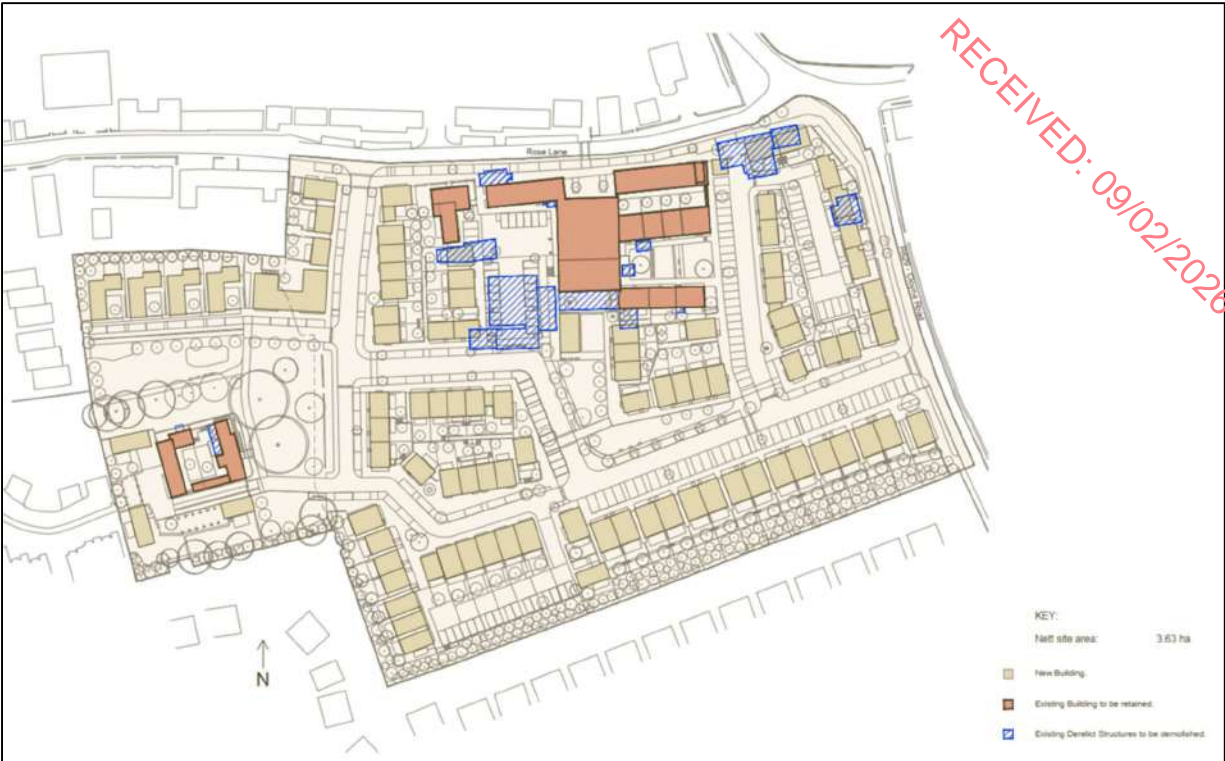 RECEIVED: 09/02/2026
Rose Lane
N
KEY:
Nett site area: 3.63 ha
New Building.
Existing Building to be retained.
Existing Derelict Structures to be demolished.